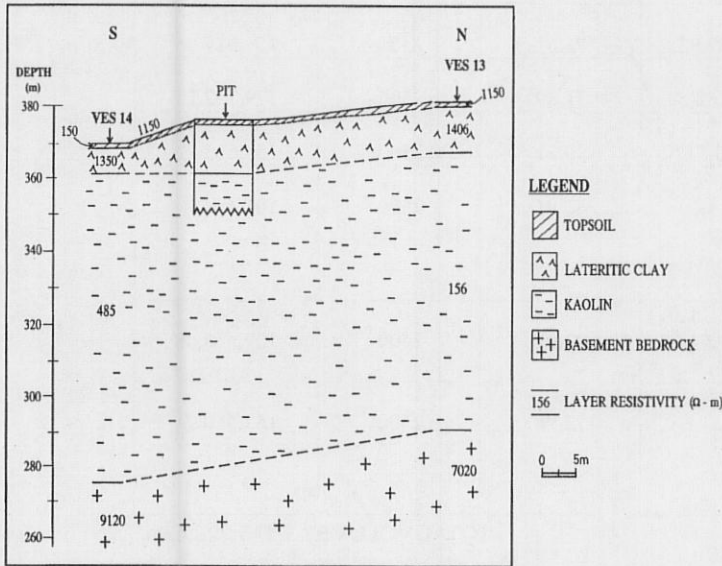 S N
DEPTH
(m)
VES 13
PIT
VES 14
380
360
340
320
300
280
260
150
1150
1150
1350
1406
485
156
9120
7020
LEGEND
TOPSOIL
LATERITIC CLAY
KAOLIN
BASEMENT BEDROCK
156 LAYER RESISTIVITY (Ω - m)
0 5m